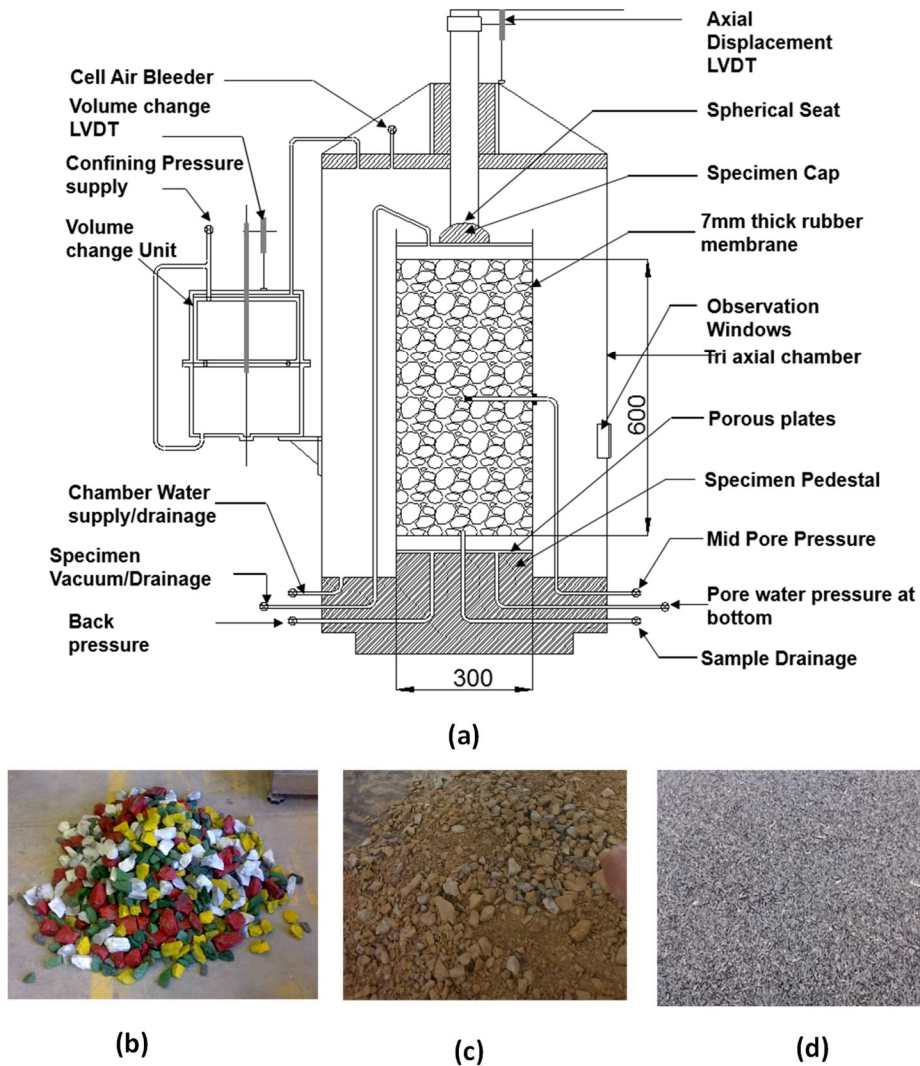 Axial
Displacement
LVDT
Cell Air Bleeder
Volume change
LVDT
Spherical Seat
Confining Pressure
supply
Specimen Cap
Volume
change Unit
7mm thick rubber
membrane
Observation
Windows
Tri axial chamber
600
Porous plates
Specimen Pedestal
Chamber Water
supply/drainage
Mid Pore Pressure
Specimen
Vacuum/Drainage
Pore water pressure at
bottom
Back
pressure
Sample Drainage
300
(a)
(b)
(c)
(d)